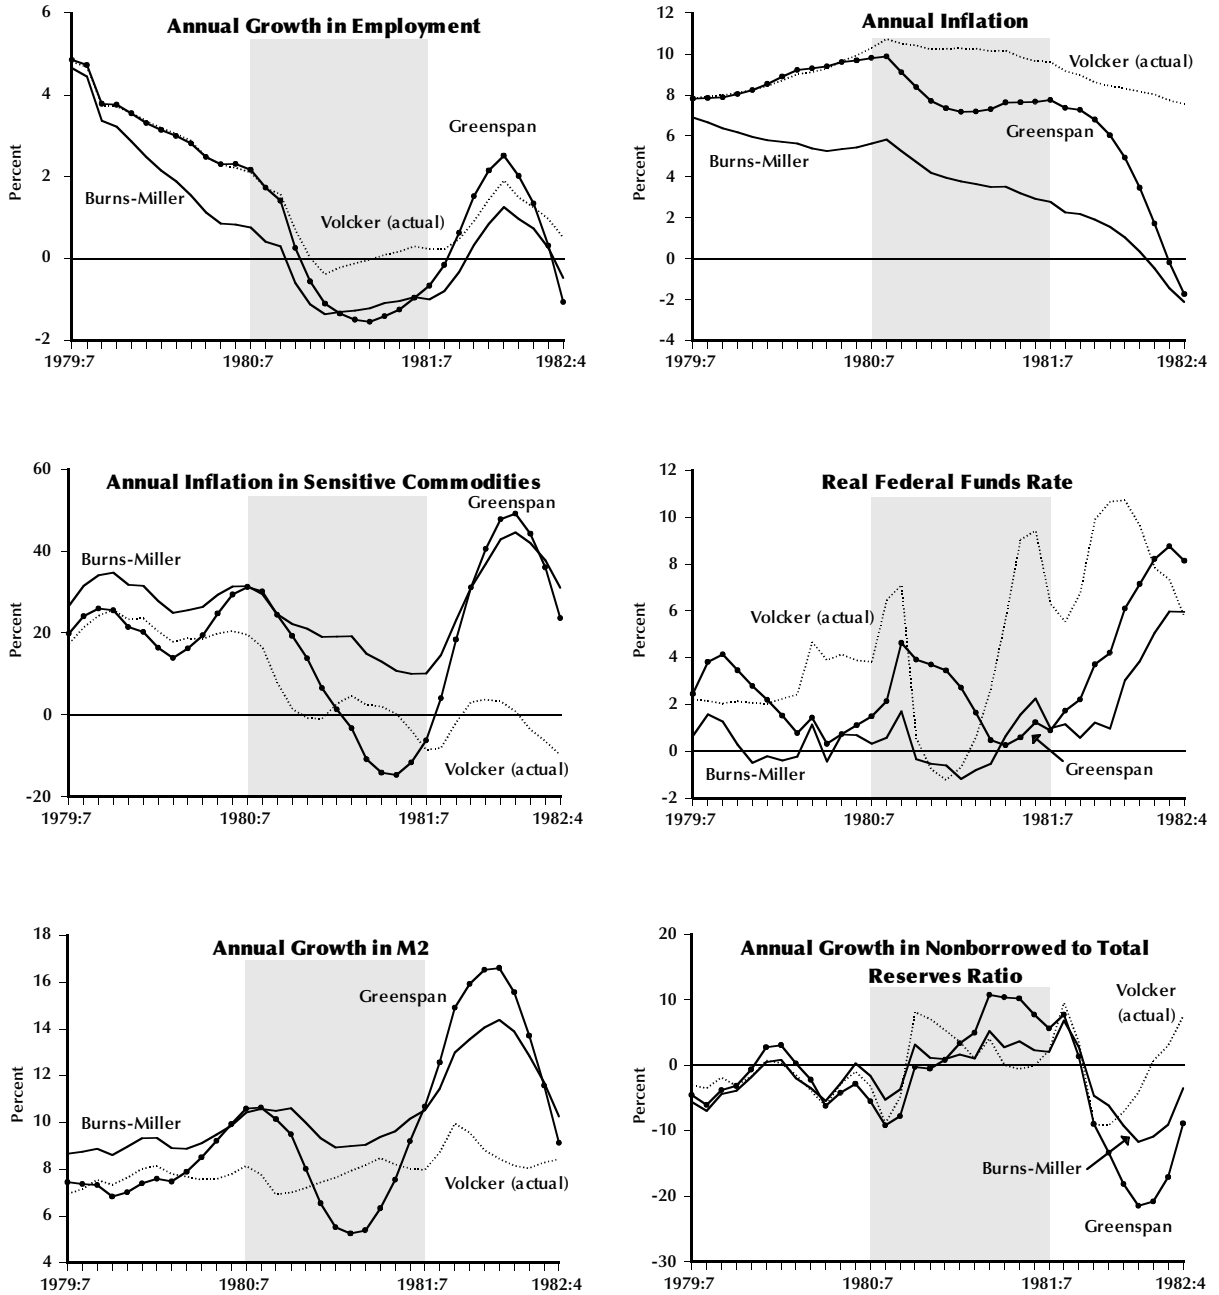 Annual Growth in Employment
6
4
2
0
-2
Percent
Greenspan
Burns-Miller
Volcker (actual)
1979:7
1980:7
1981:7
1982:4
Annual Inflation
12
10
8
6
4
2
0
-2
-4
Percent
Volcker (actual)
Greenspan
Burns-Miller
1979:7
1980:7
1981:7
1982:4
Annual Inflation in Sensitive Commodities
60
40
20
0
-20
Percent
Greenspan
Burns-Miller
Volcker (actual)
1979:7
1980:7
1981:7
1982:4
Real Federal Funds Rate
12
10
8
6
4
2
0
-2
Percent
Volcker (actual)
Burns-Miller
Greenspan
1979:7
1980:7
1981:7
1982:4
Annual Growth in M2
18
16
14
12
10
8
6
4
Percent
Greenspan
Burns-Miller
Volcker (actual)
1979:7
1980:7
1981:7
1982:4
Annual Growth in Nonborrowed to Total
Reserves Ratio
20
10
0
-10
-20
-30
Percent
Volcker
(actual)
Burns-Miller
Greenspan
1979:7
1980:7
1981:7
1982:4